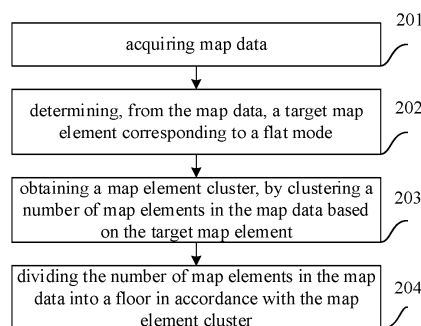 201
acquiring map data
202
determining, from the map data, a target map
element corresponding to a flat mode
203
obtaining a map element cluster, by clustering a
number of map elements in the map data based
on the target map element
204
dividing the number of map elements in the map
data into a floor in accordance with the map
element cluster